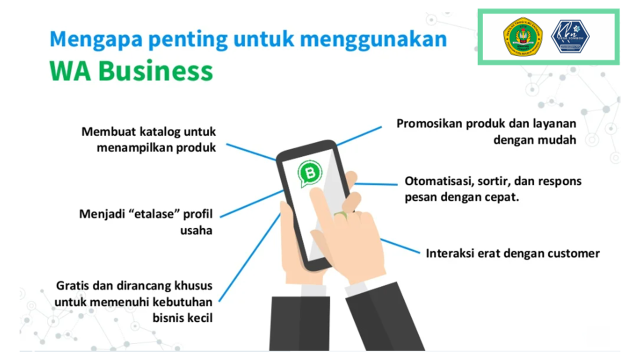 Mengapa penting untuk menggunakan
WA Business
Membuat katalog untuk
menampilkan produk
Menjadi “etalase” profil
usaha
Gratis dan dirancang khusus
untuk memenuhi kebutuhan
bisnis kecil
Promosikan produk dan layanan
dengan mudah
Otomatisasi, sortir, dan respons
pesan dengan cepat.
Interaksi erat dengan customer
B